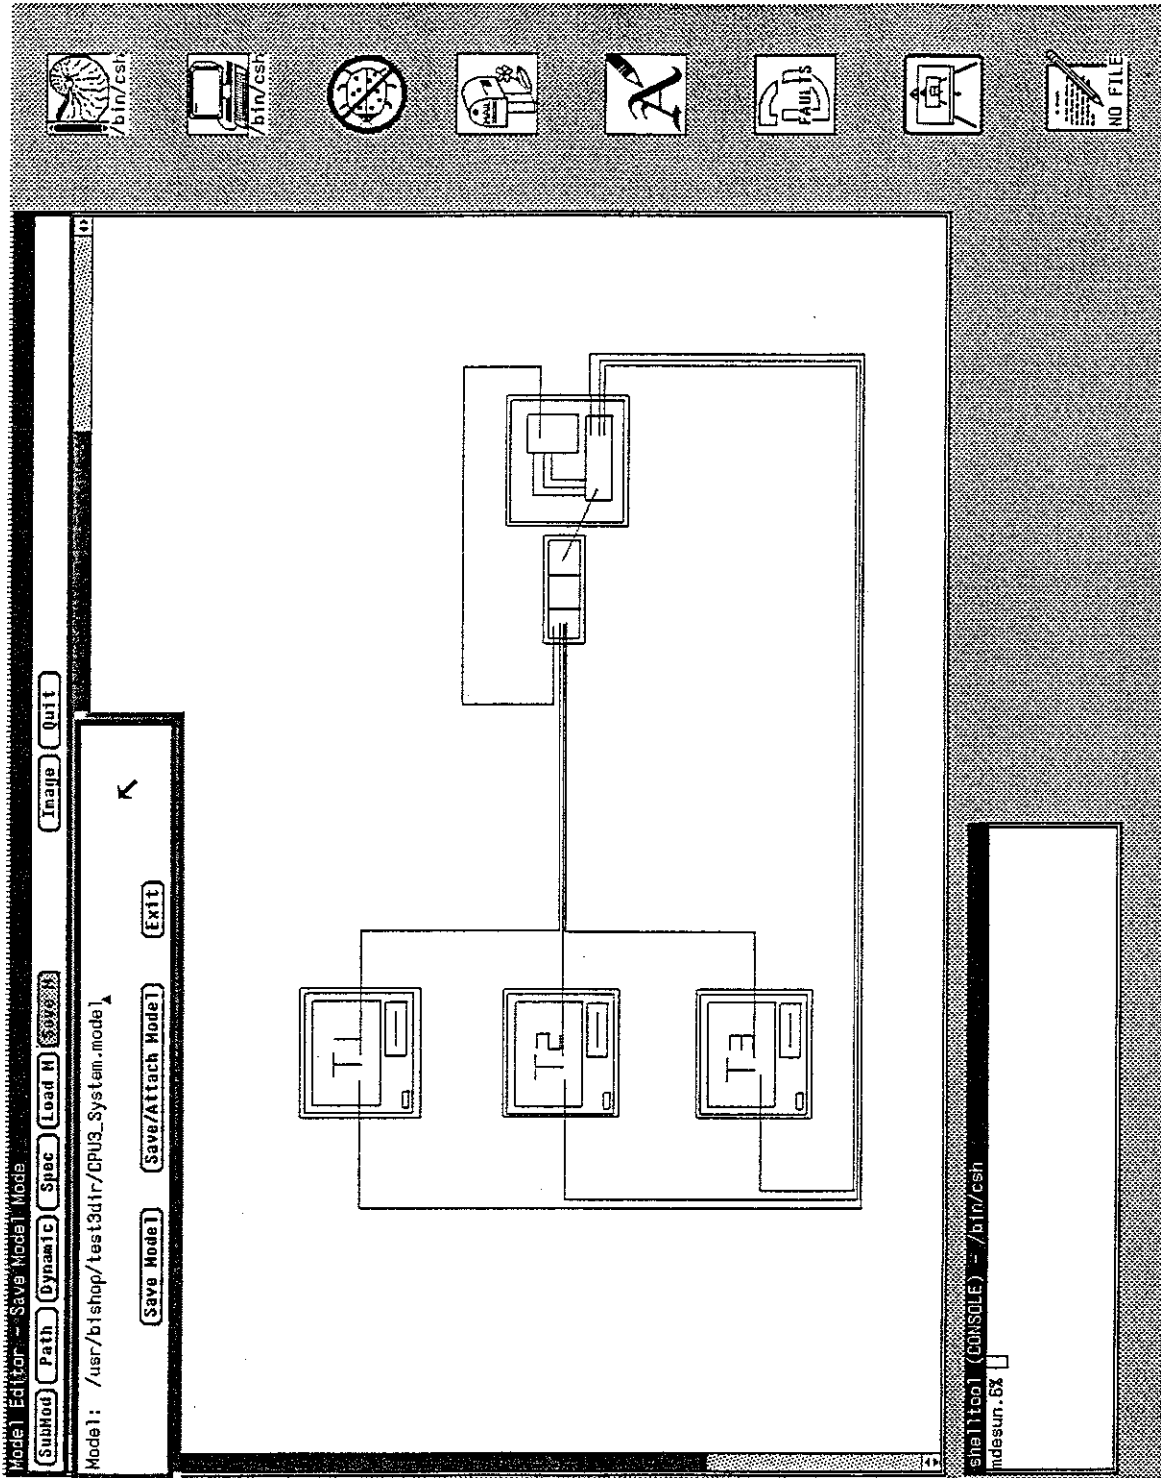 Model Editor - Save Model Mode
SubMod Path Dynamic Spec Load M Save M Image Quit
Model: /usr/bishop/test3dir/CPU3_System.model
Save Model Save/Attach Model Exit
T1
T2
T3
shelltool (CONSOLE) - /bin/csh
mdesun.6%
/bin/csh
/bin/csh
A
FAULTS
NO FILE